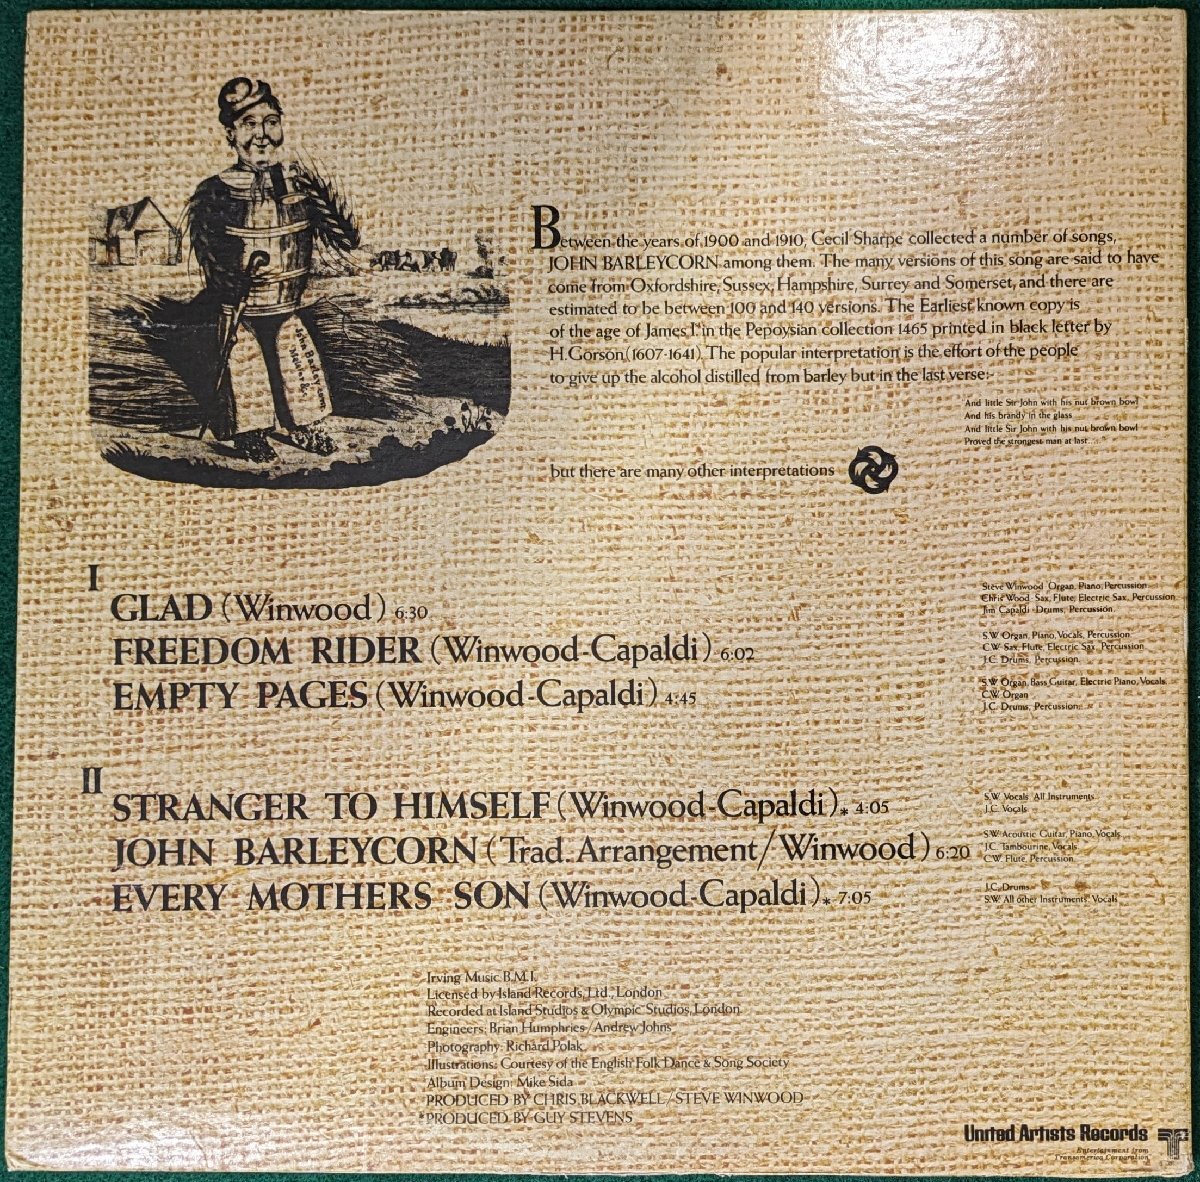 Between the years of 1900 and 1910, Cecil Sharpe collected a number of songs,
JOHN BARLEYCORN among them. The many versions of this song are said to have
come from Oxfordshire, Sussex, Hampshire, Surrey and Somerset, and there are
estimated to be between 100 and 140 versions. The Earliest known copy is
of the age of James I. in the Pepoysian collection 1465 printed in black letter by
H. Gorson (1607-1641). The popular interpretation is the effort of the people
to give up the alcohol distilled from barley but in the last verse:-
And little Sir John with his nut brown bowl
And his brandy in the glass
And little Sir John with his nut brown bowl
Proved the strongest man at last....
but there are many other interpretations
John Barleycorn
I
GLAD (Winwood) 6:30
Steve Winwood Organ, Piano, Percussion
Chris Wood Sax, Flute, Electric Sax, Percussion
Jim Capaldi Drums, Percussion
FREEDOM RIDER (Winwood-Capaldi) 6:02
S.W. Organ, Piano, Vocals, Percussion
C.W. Sax, Flute, Electric Sax, Percussion
J.C. Drums, Percussion
EMPTY PAGES (Winwood-Capaldi) 4:45
S.W. Organ, Bass Guitar, Electric Piano, Vocals
C.W. Organ
J.C. Drums, Percussion
II
STRANGER TO HIMSELF (Winwood-Capaldi)* 4:05
S.W. Vocals All Instruments
J.C. Vocals
JOHN BARLEYCORN (Trad. Arrangement/Winwood) 6:20
S.W. Acoustic Guitar, Piano, Vocals
J.C. Tambourine, Vocals
C.W. Flute, Percussion
EVERY MOTHERS SON (Winwood-Capaldi)* 7:05
J.C. Drums
S.W. All other Instruments, Vocals
Irving Music B.M.I.
Licensed by Island Records, Ltd., London
Recorded at Island Studios & Olympic Studios, London
Engineers: Brian Humphries/Andrew Johns
Photography: Richard Polak
Illustrations: Courtesy of the English Folk Dance & Song Society
Album Design: Mike Sida
PRODUCED BY CHRIS BLACKWELL/STEVE WINWOOD
*PRODUCED BY GUY STEVENS
United Artists Records
Entertainment from
Transamerica Corporation